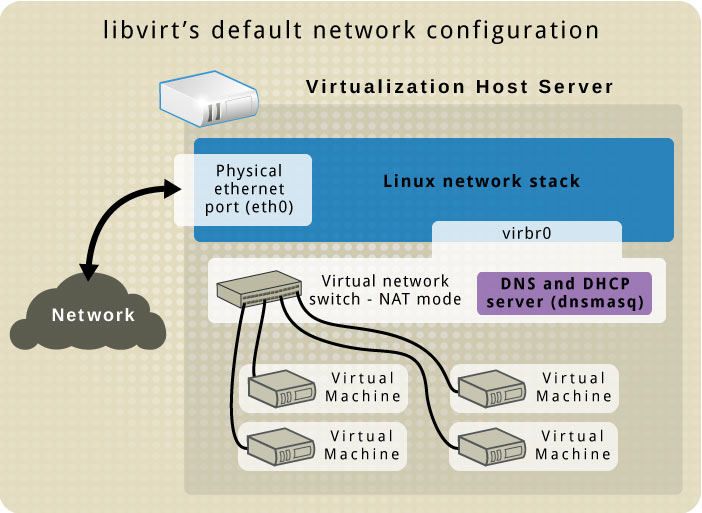 libvirt’s default network configuration
Virtualization Host Server
Physical
ethernet
port (eth0)
Linux network stack
virbr0
Virtual network
switch - NAT mode
DNS and DHCP
server (dnsmasq)
Network
Virtual
Machine
Virtual
Machine
Virtual
Machine
Virtual
Machine